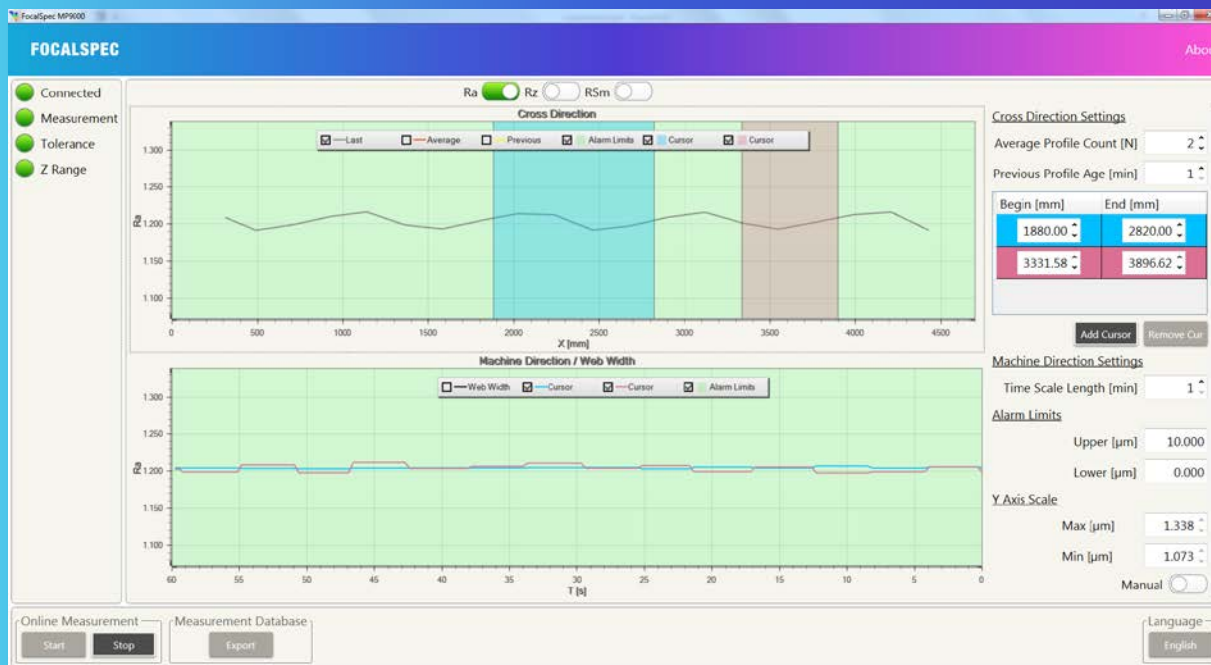 FocalSpec MP9000
FOCALSPEC
Abou
Connected
Measurement
Tolerance
Z Range
Ra Rz RSm
Cross Direction
Last Average Previous Alarm Limits Cursor Cursor
Ra
1.300
1.250
1.200
1.150
1.100
0 500 1000 1500 2000 2500 3000 3500 4000 4500
X [mm]
Machine Direction / Web Width
Web Width Cursor Cursor Alarm Limits
Ra
1.300
1.250
1.200
1.150
1.100
60 55 50 45 40 35 30 25 20 15 10 5 0
T [s]
Cross Direction Settings
Average Profile Count [N] 2
Previous Profile Age [min] 1
Begin [mm] End [mm]
1880.00 2820.00
3331.58 3896.62
Add Cursor Remove Cur
Machine Direction Settings
Time Scale Length [min] 1
Alarm Limits
Upper [µm] 10.000
Lower [µm] 0.000
Y Axis Scale
Max [µm] 1.338
Min [µm] 1.073
Manual
Online Measurement
Start Stop
Measurement Database
Export
Language
English